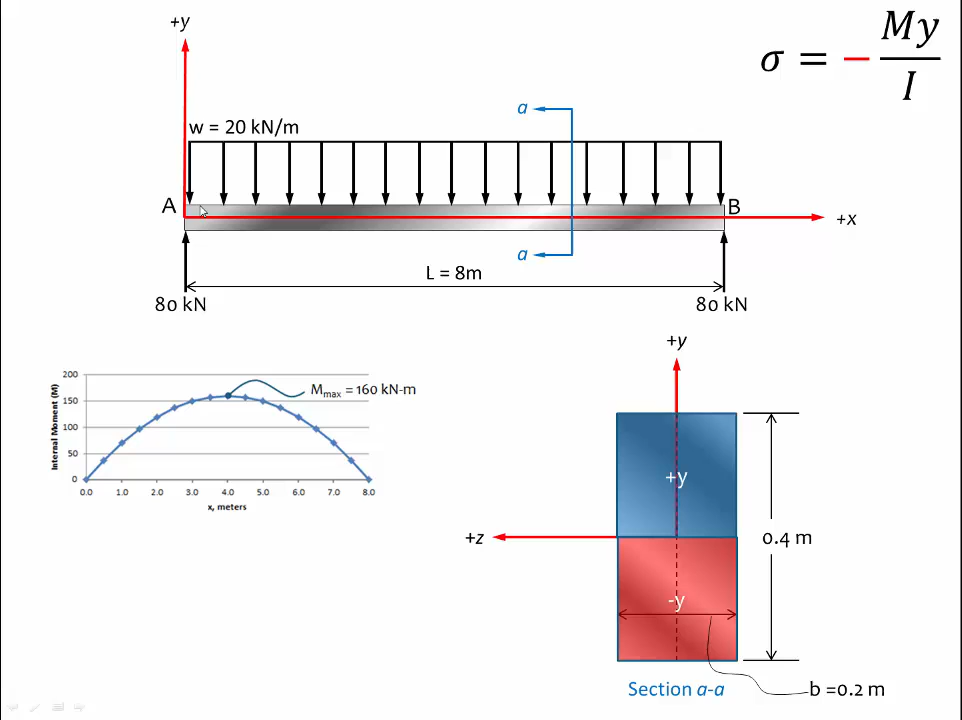 +y
σ = − My / I
a
w = 20 kN/m
A
B
+x
a
L = 8m
80 kN
80 kN
+y
200
150
100
50
0
Internal Moment (M)
Mmax = 160 kN-m
0.0 1.0 2.0 3.0 4.0 5.0 6.0 7.0 8.0
x, meters
+y
+z
0.4 m
-y
Section a-a
b =0.2 m